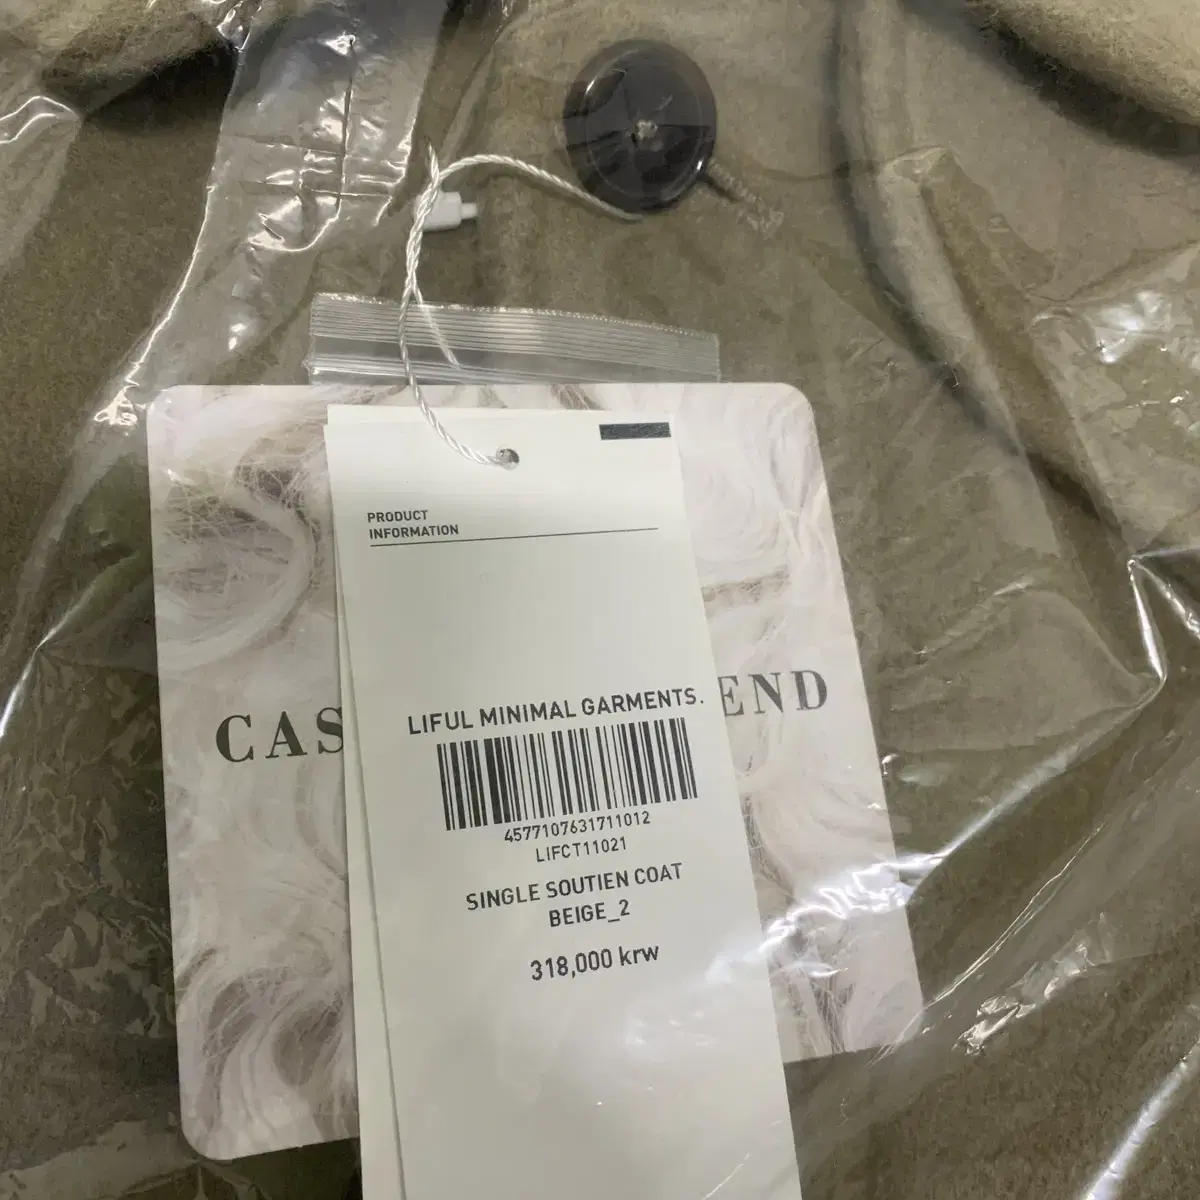 PRODUCT
INFORMATION
LIFUL MINIMAL GARMENTS.
CAS END
4577107631711012
LIFCT11021
SINGLE SOUTIEN COAT
BEIGE_2
318,000 krw